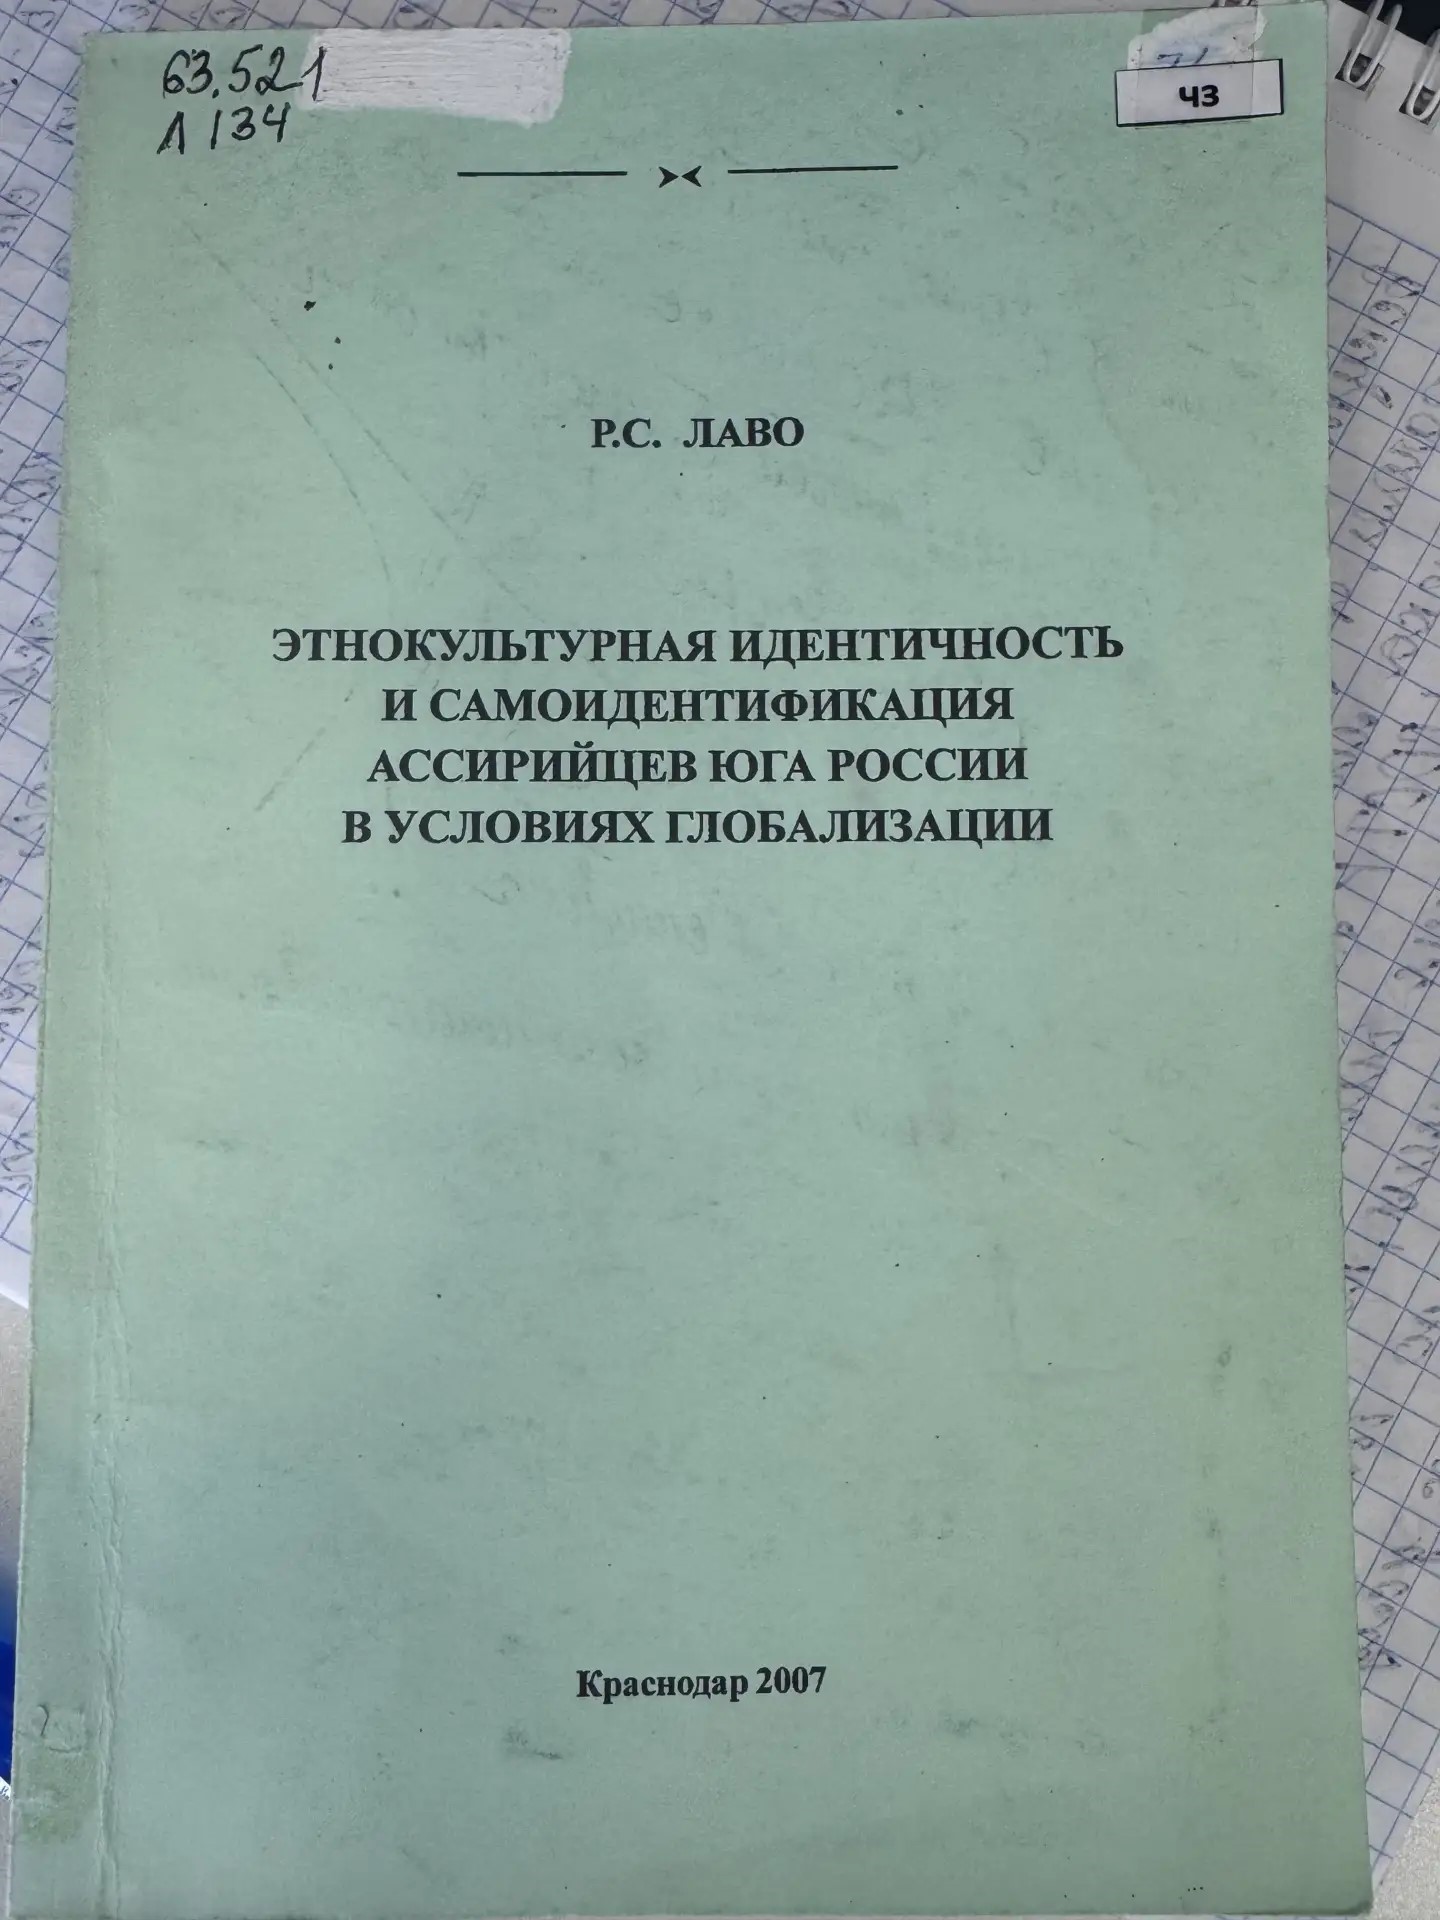 63.521
Л 134
ЧЗ
Р.С. ЛАВО
ЭТНОКУЛЬТУРНАЯ ИДЕНТИЧНОСТЬ
И САМОИДЕНТИФИКАЦИЯ
АССИРИЙЦЕВ ЮГА РОССИИ
В УСЛОВИЯХ ГЛОБАЛИЗАЦИИ
Краснодар 2007